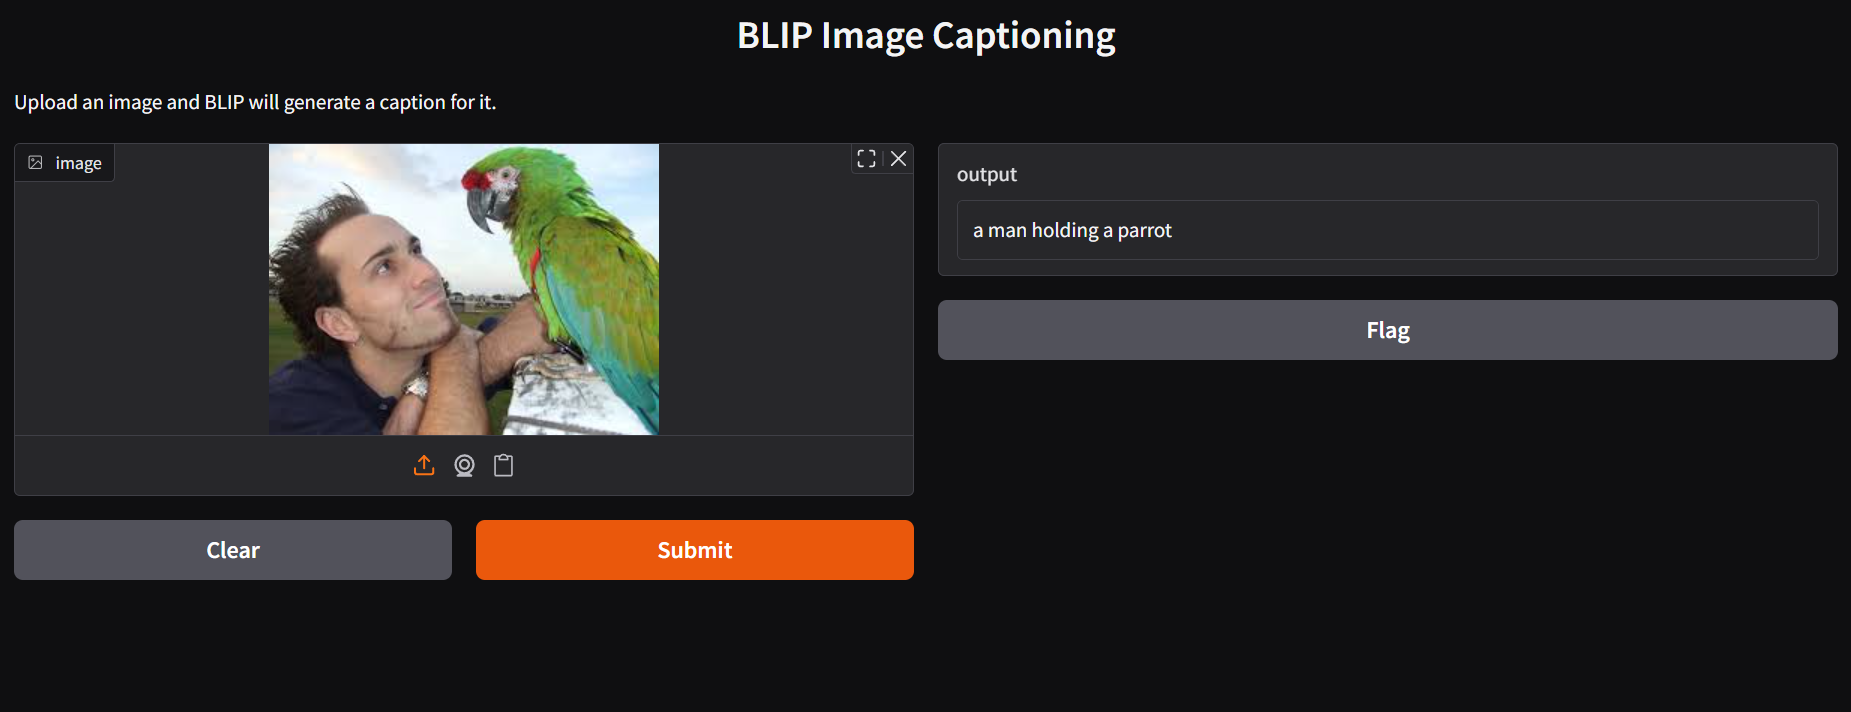 BLIP Image Captioning
Upload an image and BLIP will generate a caption for it.
image
output
a man holding a parrot
Flag
Clear
Submit